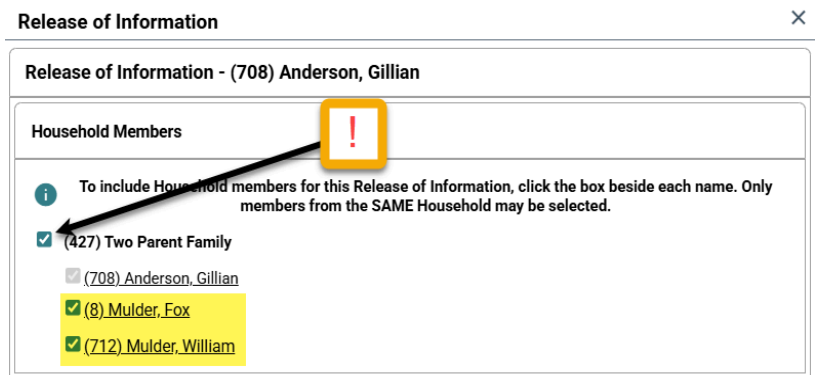 Release of Information
Release of Information - (708) Anderson, Gillian
Household Members
!
To include Household members for this Release of Information, click the box beside each name. Only
members from the SAME Household may be selected.
(427) Two Parent Family
(708) Anderson, Gillian
(8) Mulder, Fox
(712) Mulder, William